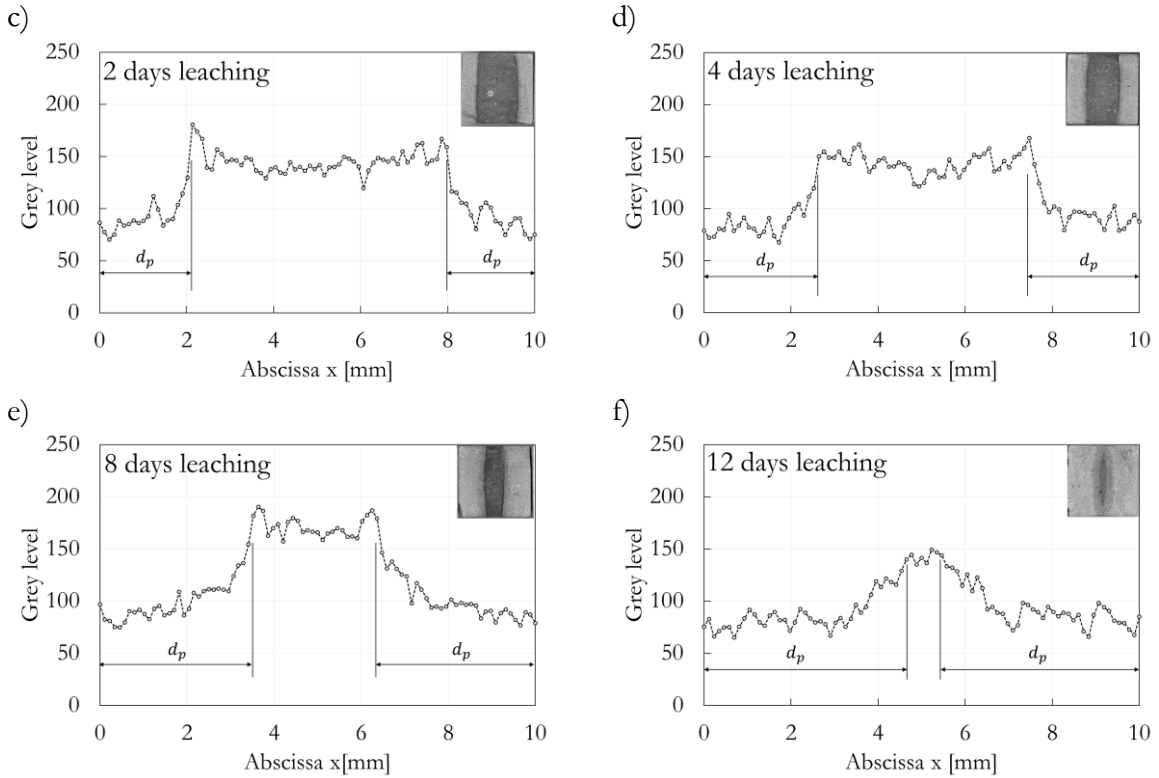 c)
250
200
150
100
50
0
Grey level
2 days leaching
d_p
d_p
0 2 4 6 8 10
Abscissa x [mm]
d)
250
200
150
100
50
0
Grey level
4 days leaching
d_p
d_p
0 2 4 6 8 10
Abscissa x [mm]
e)
250
200
150
100
50
0
Grey level
8 days leaching
d_p
d_p
0 2 4 6 8 10
Abscissa x[mm]
f)
250
200
150
100
50
0
Grey level
12 days leaching
d_p
d_p
0 2 4 6 8 10
Abscissa x [mm]